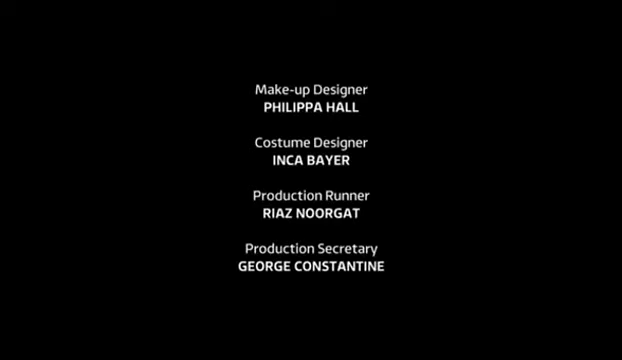 Make-up Designer
PHILIPPA HALL
Costume Designer
INCA BAYER
Production Runner
RIAZ NOORGAT
Production Secretary
GEORGE CONSTANTINE